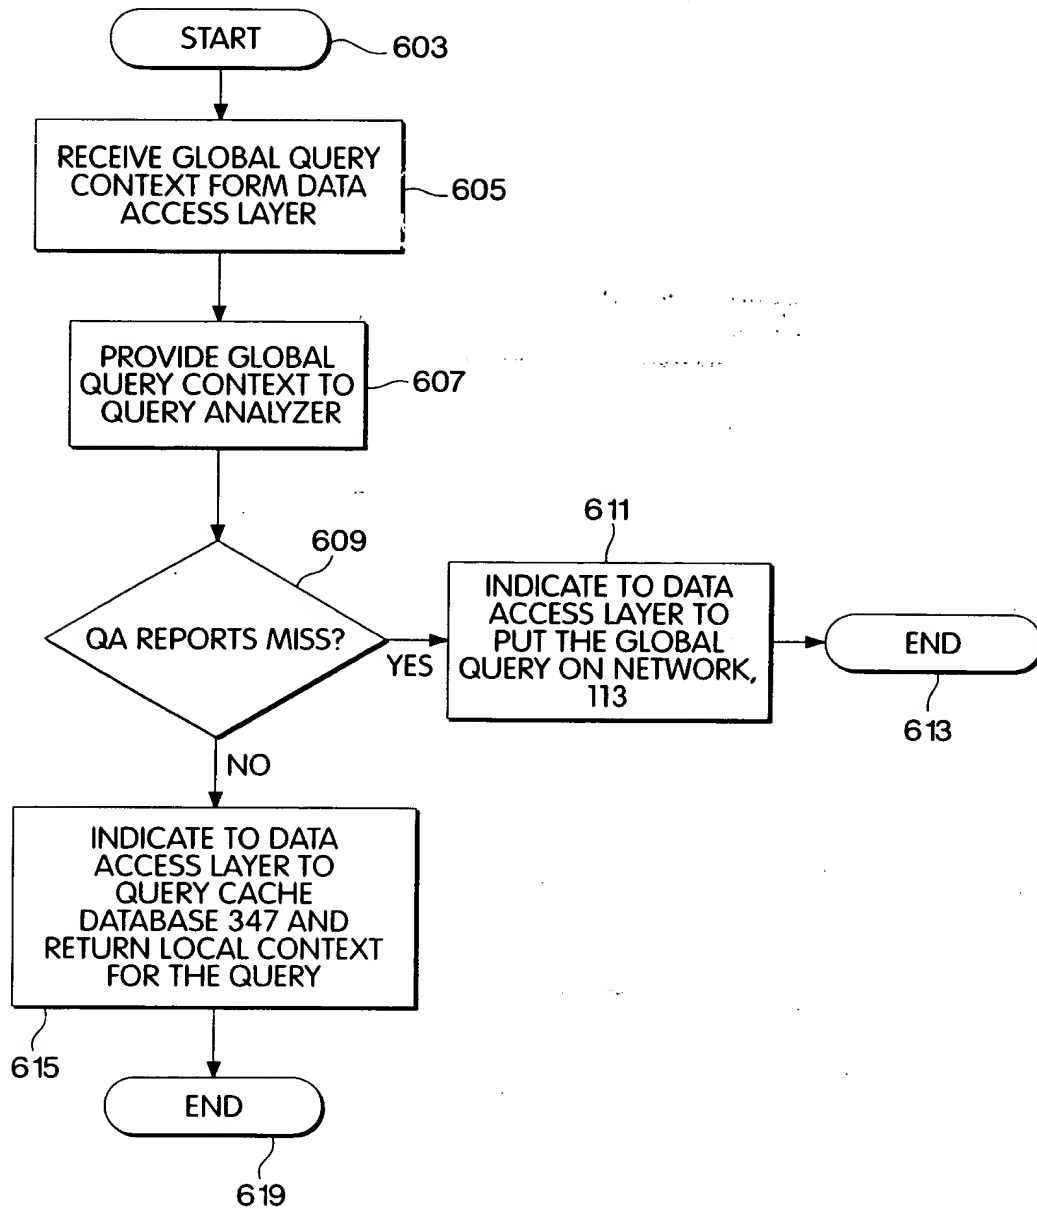 START
603
RECEIVE GLOBAL QUERY
CONTEXT FORM DATA
ACCESS LAYER
605
PROVIDE GLOBAL
QUERY CONTEXT TO
QUERY ANALYZER
607
609
QA REPORTS MISS?
YES
611
INDICATE TO DATA
ACCESS LAYER TO
PUT THE GLOBAL
QUERY ON NETWORK,
113
END
613
NO
INDICATE TO DATA
ACCESS LAYER TO
QUERY CACHE
DATABASE 347 AND
RETURN LOCAL CONTEXT
FOR THE QUERY
615
END
619